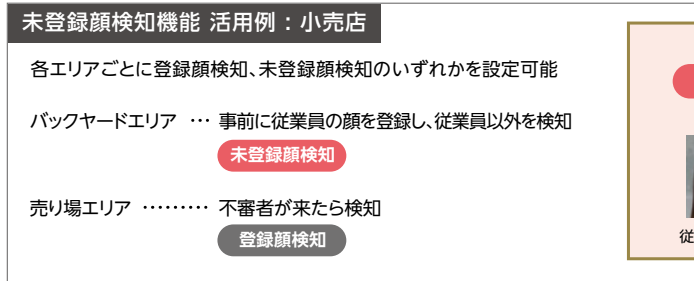 未登録顔検知機能 活用例：小売店
各エリアごとに登録顔検知、未登録顔検知のいずれかを設定可能
バックヤードエリア … 事前に従業員の顔を登録し、従業員以外を検知
未登録顔検知
売り場エリア ……… 不審者が来たら検知
登録顔検知
従